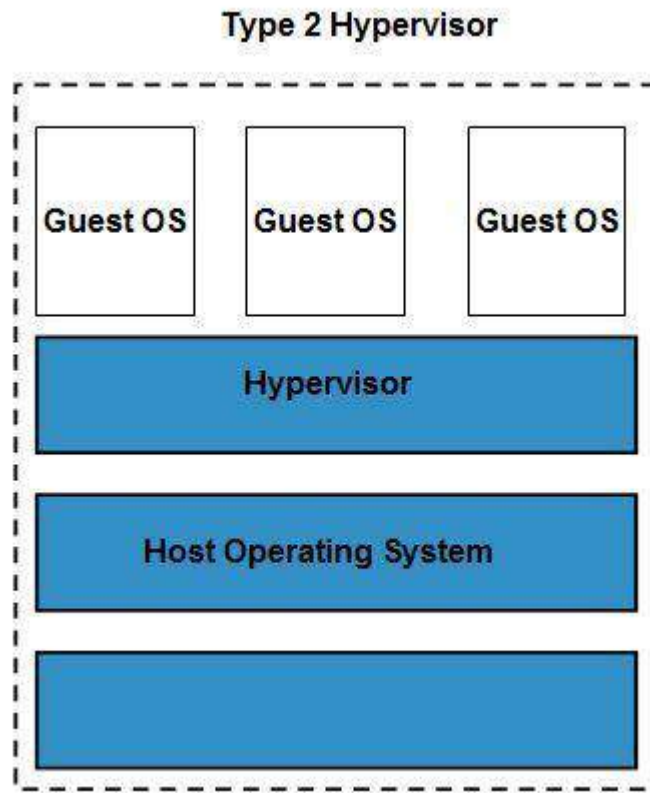 Type 2 Hypervisor
Guest OS Guest OS Guest OS
Hypervisor
Host Operating System